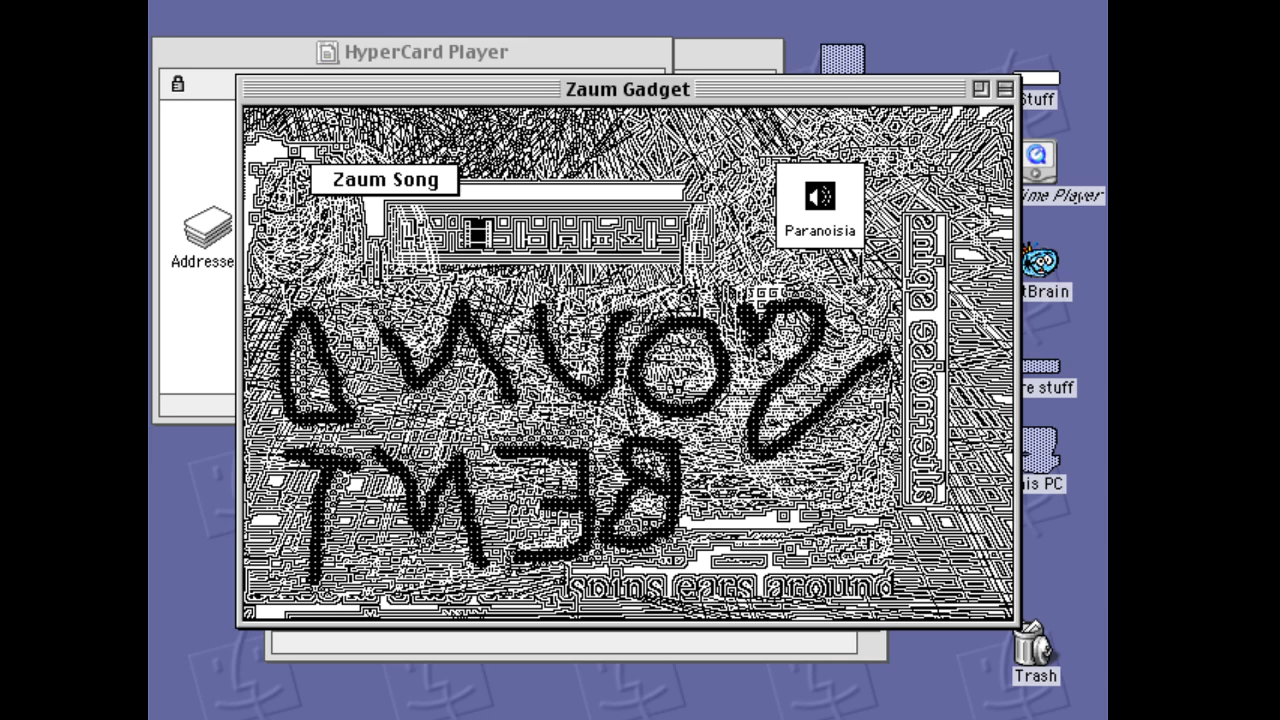 HyperCard Player
Zaum Gadget
Stuff
Zaum Song
ime Player
Paranoisia
Addresse
tBrain
SOUND
re stuff
BENT
is PC
spins ears around
Trash